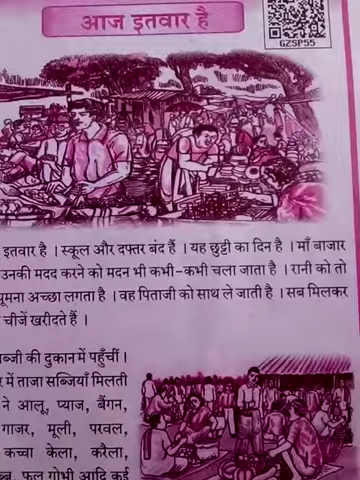 आज इतवार है
GZSP55
इतवार है । स्कूल और दफ्तर बंद हैं । यह छुट्टी का दिन है । माँ बाजार
उनकी मदद करने को मदन भी कभी-कभी चला जाता है । रानी को तो
घूमना अच्छा लगता है । वह पिताजी को साथ ले जाती है । सब मिलकर
चीजें खरीदते हैं ।
की दुकान में पहुँचीं ।
में ताजा सब्जियाँ मिलती
ने आलू, प्याज, बैंगन,
गाजर, मूली, परवल,
कच्चा केला, करैला,
फूल गोभी आदि कई